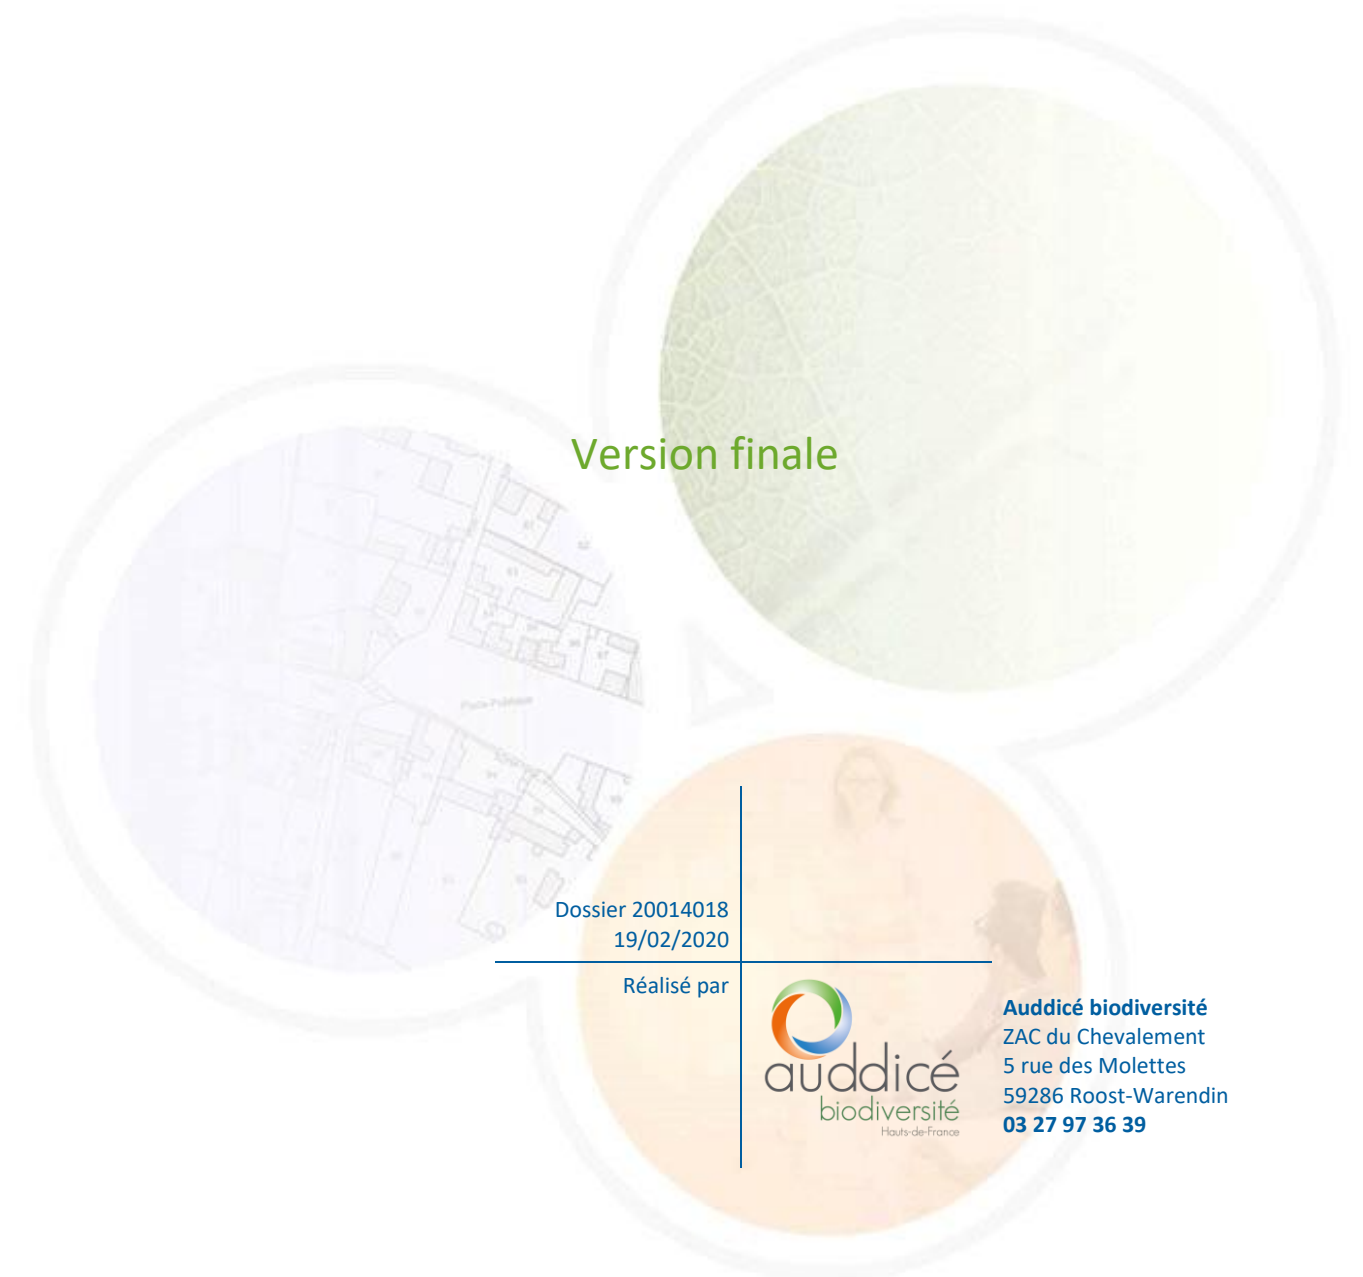 Version finale
Dossier 20014018
19/02/2020
Réalisé par
auddicé
biodiversité
Hauts-de-France
Auddicé biodiversité
ZAC du Chevalement
5 rue des Molettes
59286 Roost-Warendin
03 27 97 36 39